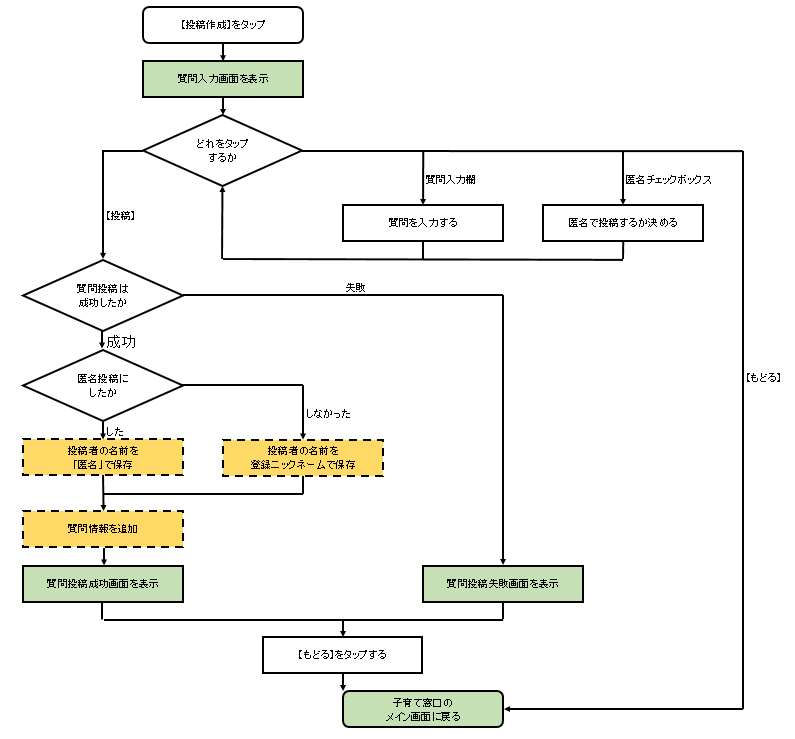 【投稿作成】をタップ
質問入力画面を表示
どれをタップ
するか
質問入力欄
匿名チェックボックス
【投稿】
質問を入力する
匿名で投稿するか決める
質問投稿は
成功したか
失敗
成功
匿名投稿に
したか
【もどる】
しなかった
した
投稿者の名前を
「匿名」で保存
投稿者の名前を
登録ニックネームで保存
質問情報を追加
質問投稿成功画面を表示
質問投稿失敗画面を表示
【もどる】をタップする
子育て窓口の
メイン画面に戻る